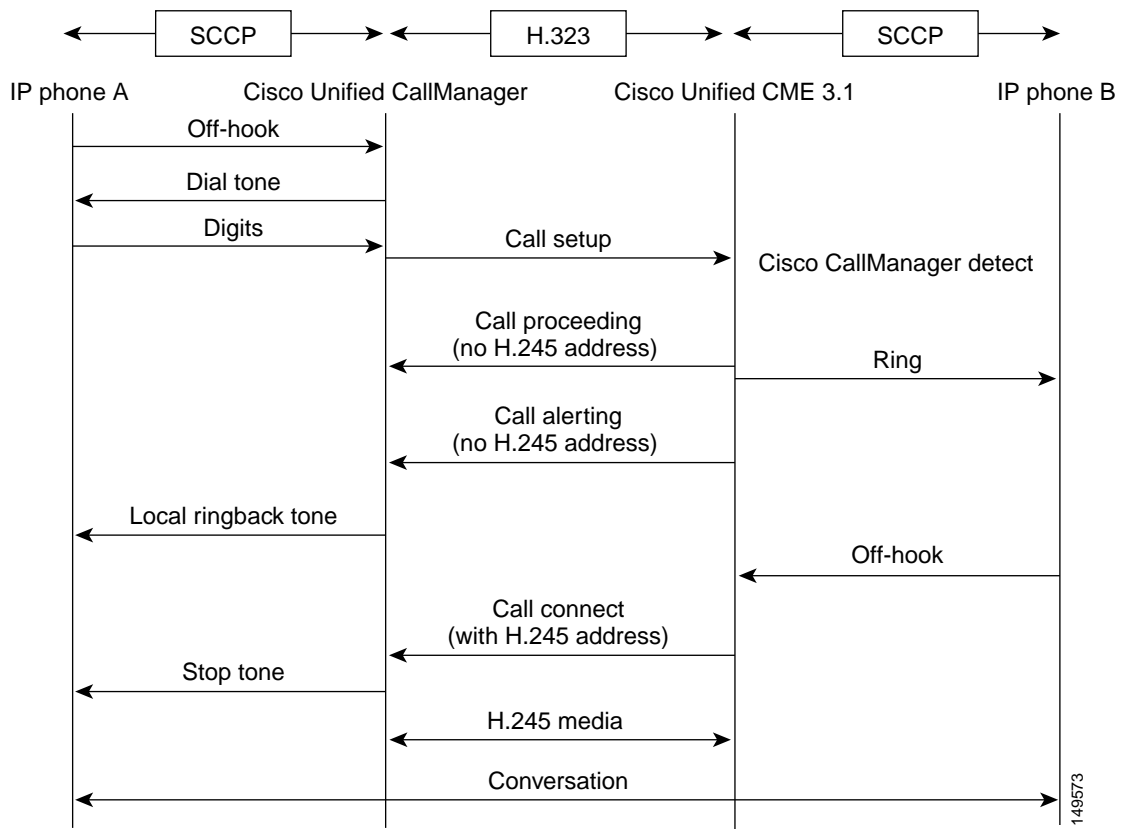 SCCP
H.323
SCCP
IP phone A
Cisco Unified CallManager
Cisco Unified CME 3.1
IP phone B
Off-hook
Dial tone
Digits
Call setup
Cisco CallManager detect
Call proceeding
(no H.245 address)
Ring
Call alerting
(no H.245 address)
Local ringback tone
Off-hook
Call connect
(with H.245 address)
Stop tone
H.245 media
Conversation
149573